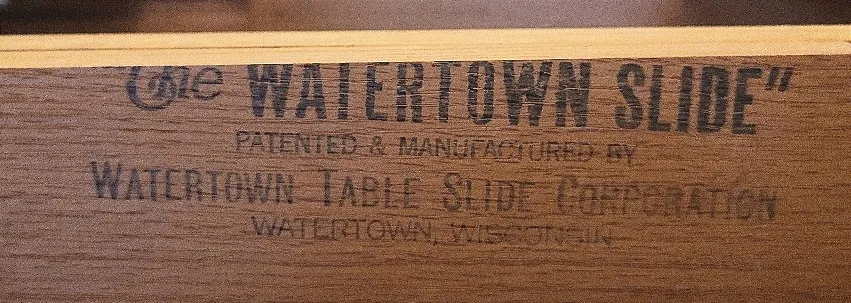 The WATERTOWN SLIDE"
PATENTED & MANUFACTURED BY
WATERTOWN TABLE SLIDE CORPORATION
WATERTOWN, WISCONSIN